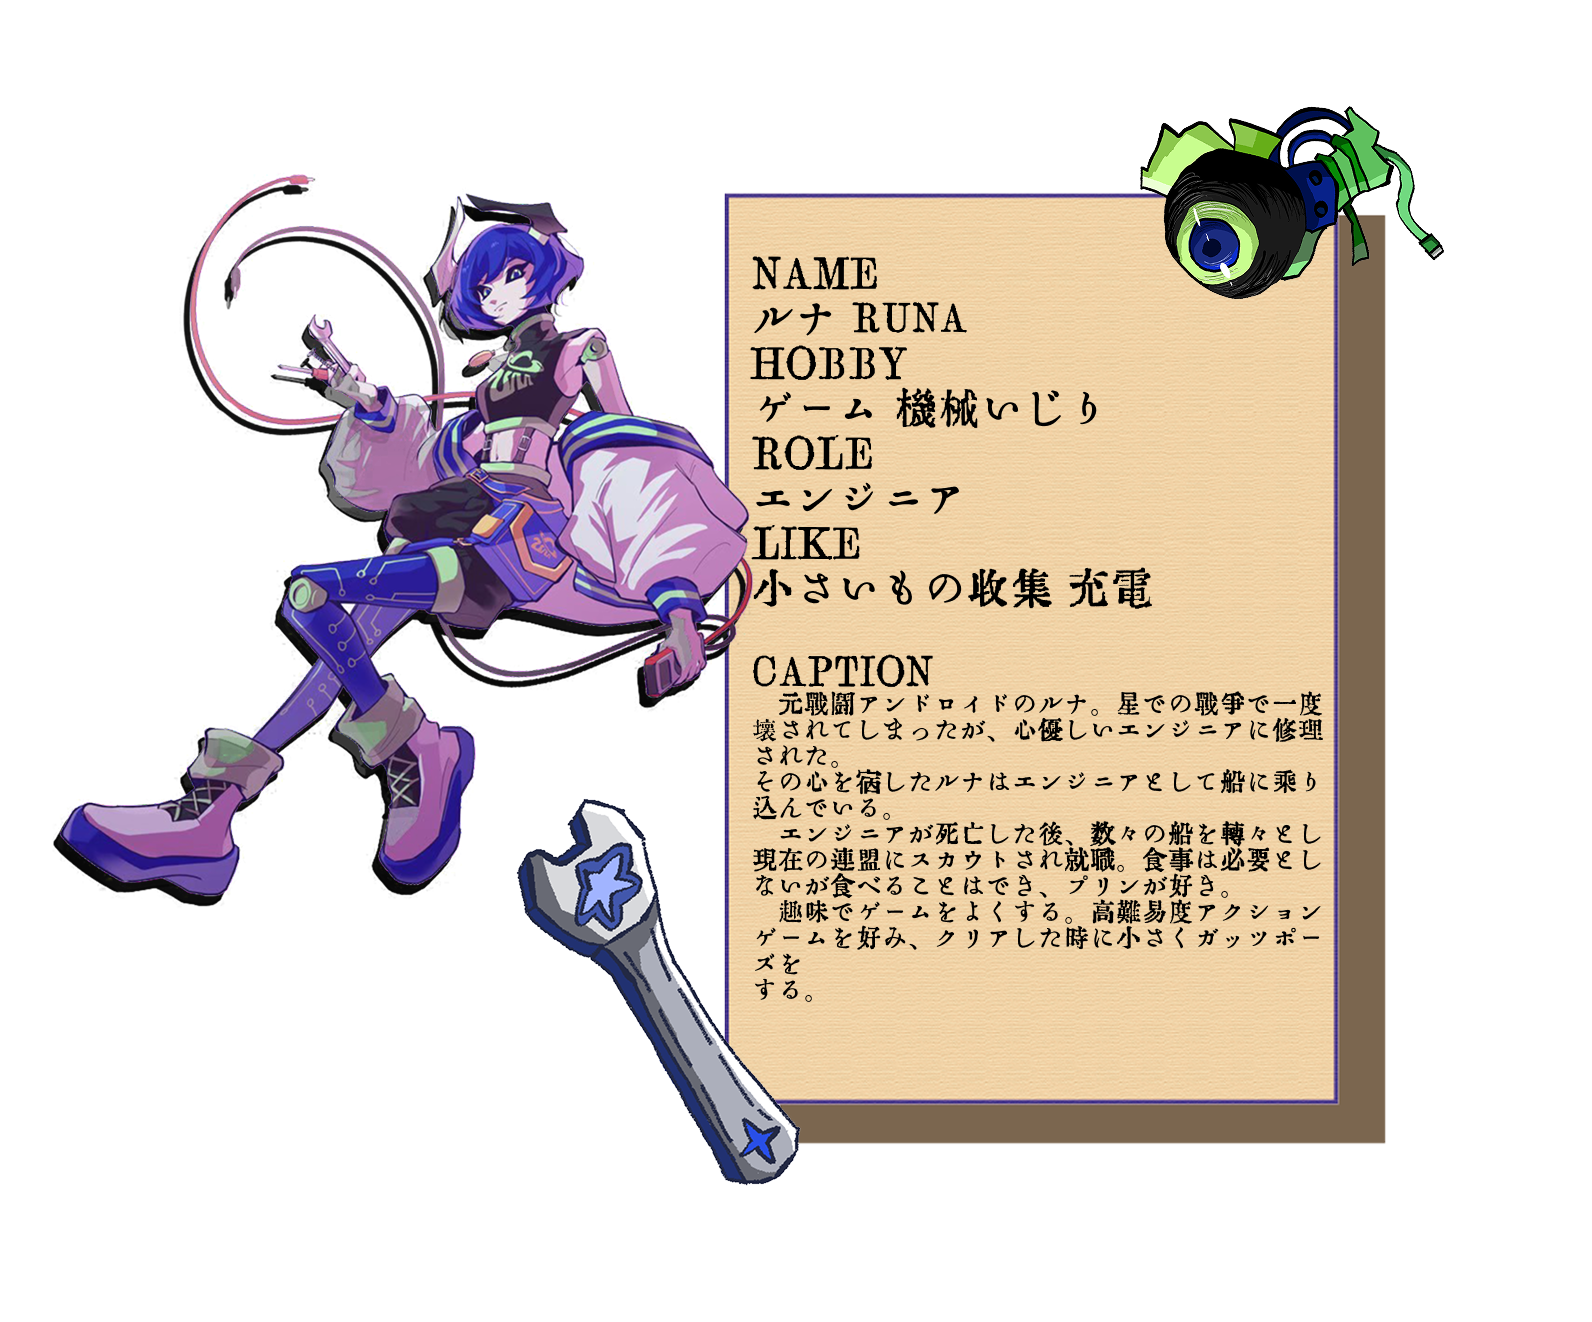 NAME
ルナ RUNA
HOBBY
ゲーム 機械いじり
ROLE
エンジニア
LIKE
小さいもの收集 充電
CAPTION
　元戰闘アンドロイドのルナ。星での戰爭で一度
壞されてしまったが、心優しいエンジニアに修理
された。
その心を宿したルナはエンジニアとして船に乗り
込んでいる。
　エンジニアが死亡した後、数々の船を轉々とし
現在の連盟にスカウトされ就職。食事は必要とし
ないが食べることはでき、プリンが好き。
　趣味でゲームをよくする。高難易度アクション
ゲームを好み、クリアした時に小さくガッツポー
ズを
する。